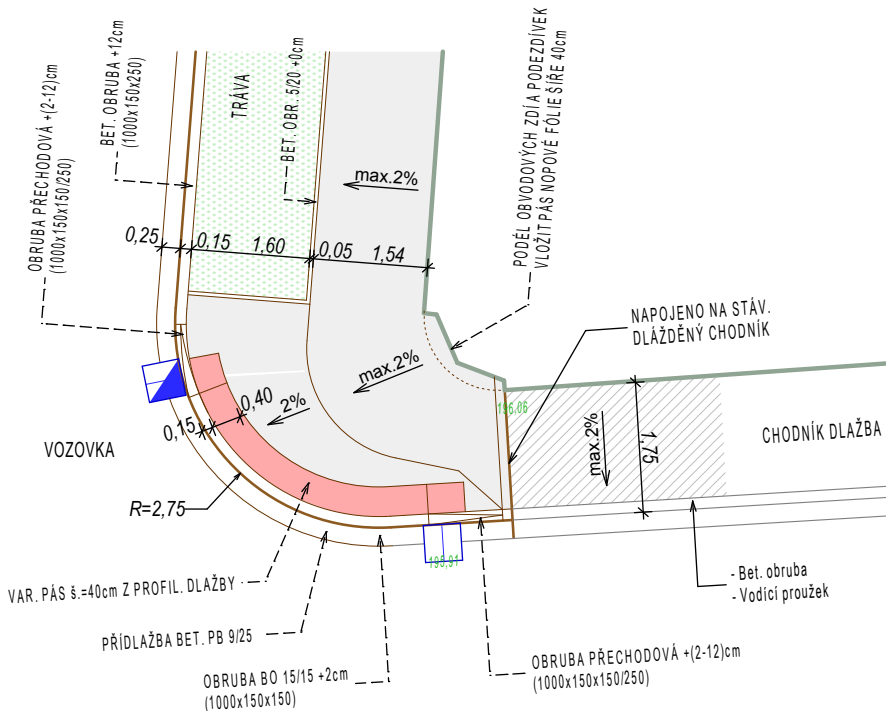 OBRUBA PŘECHODOVÁ +(2-12)cm
(1000x150x150/250)
BET. OBRUBA +12cm
(1000x150x250)
TRÁVA
BET. OBR. 5/20 +0cm
max.2%
PODÉL OBVODOVÝCH ZDÍ A PODEZDÍVEK
VLOŽIT PÁS NOPOVÉ FÓLIE ŠÍŘE 40cm
0,25
0,15
1,60
0,05
1,54
NAPOJENO NA STÁV.
DLÁŽDĚNÝ CHODNÍK
max.2%
196,06
0,40
2%
0,15
max.2%
1,75
CHODNÍK DLAŽBA
VOZOVKA
R=2,75
195,91
VAR. PÁS š.=40cm Z PROFIL. DLAŽBY
- Bet. obruba
- Vodící proužek
PŘÍDLAŽBA BET. PB 9/25
OBRUBA BO 15/15 +2cm
(1000x150x150)
OBRUBA PŘECHODOVÁ +(2-12)cm
(1000x150x150/250)